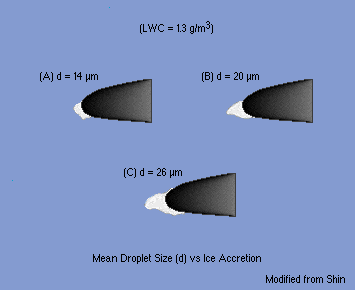 (LWC = 1.3 g/m³)
(A) d = 14 µm
(B) d = 20 µm
(C) d = 26 µm
Mean Droplet Size (d) vs Ice Accretion
Modified from Shin